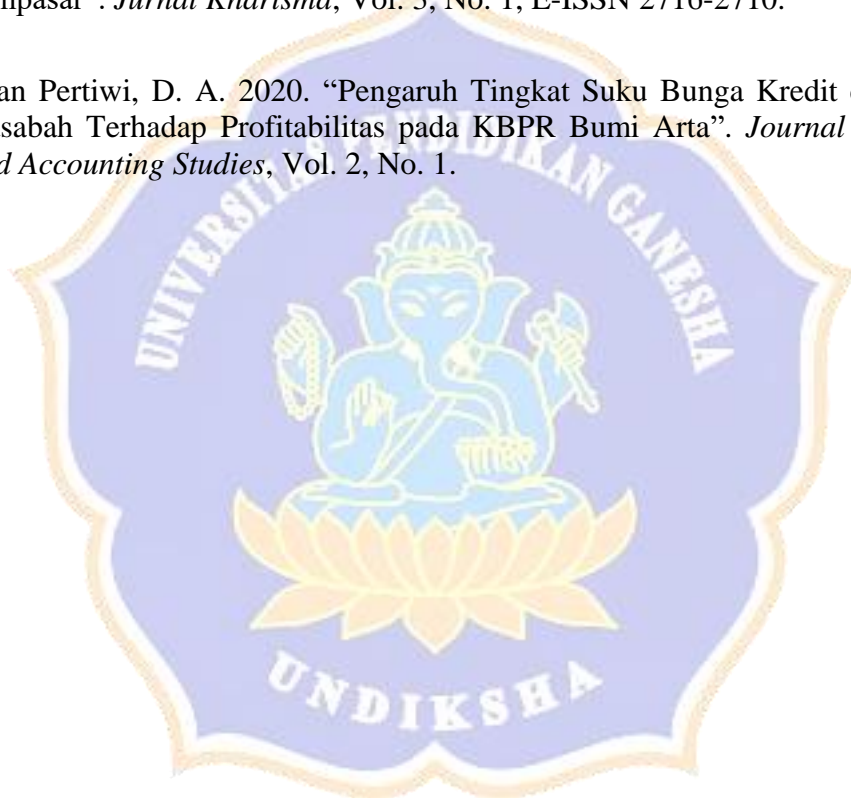 npasar”. Jurnal Kharisma, Vol. 3, No. 1, E-ISSN 2716-2710.
an Pertiwi, D. A. 2020. “Pengaruh Tingkat Suku Bunga Kredit
sabah Terhadap Profitabilitas pada KBPR Bumi Arta”. Journal
d Accounting Studies, Vol. 2, No. 1.
UNIVERSITAS PENDIDIKAN GANESHA
UNDIKSHA